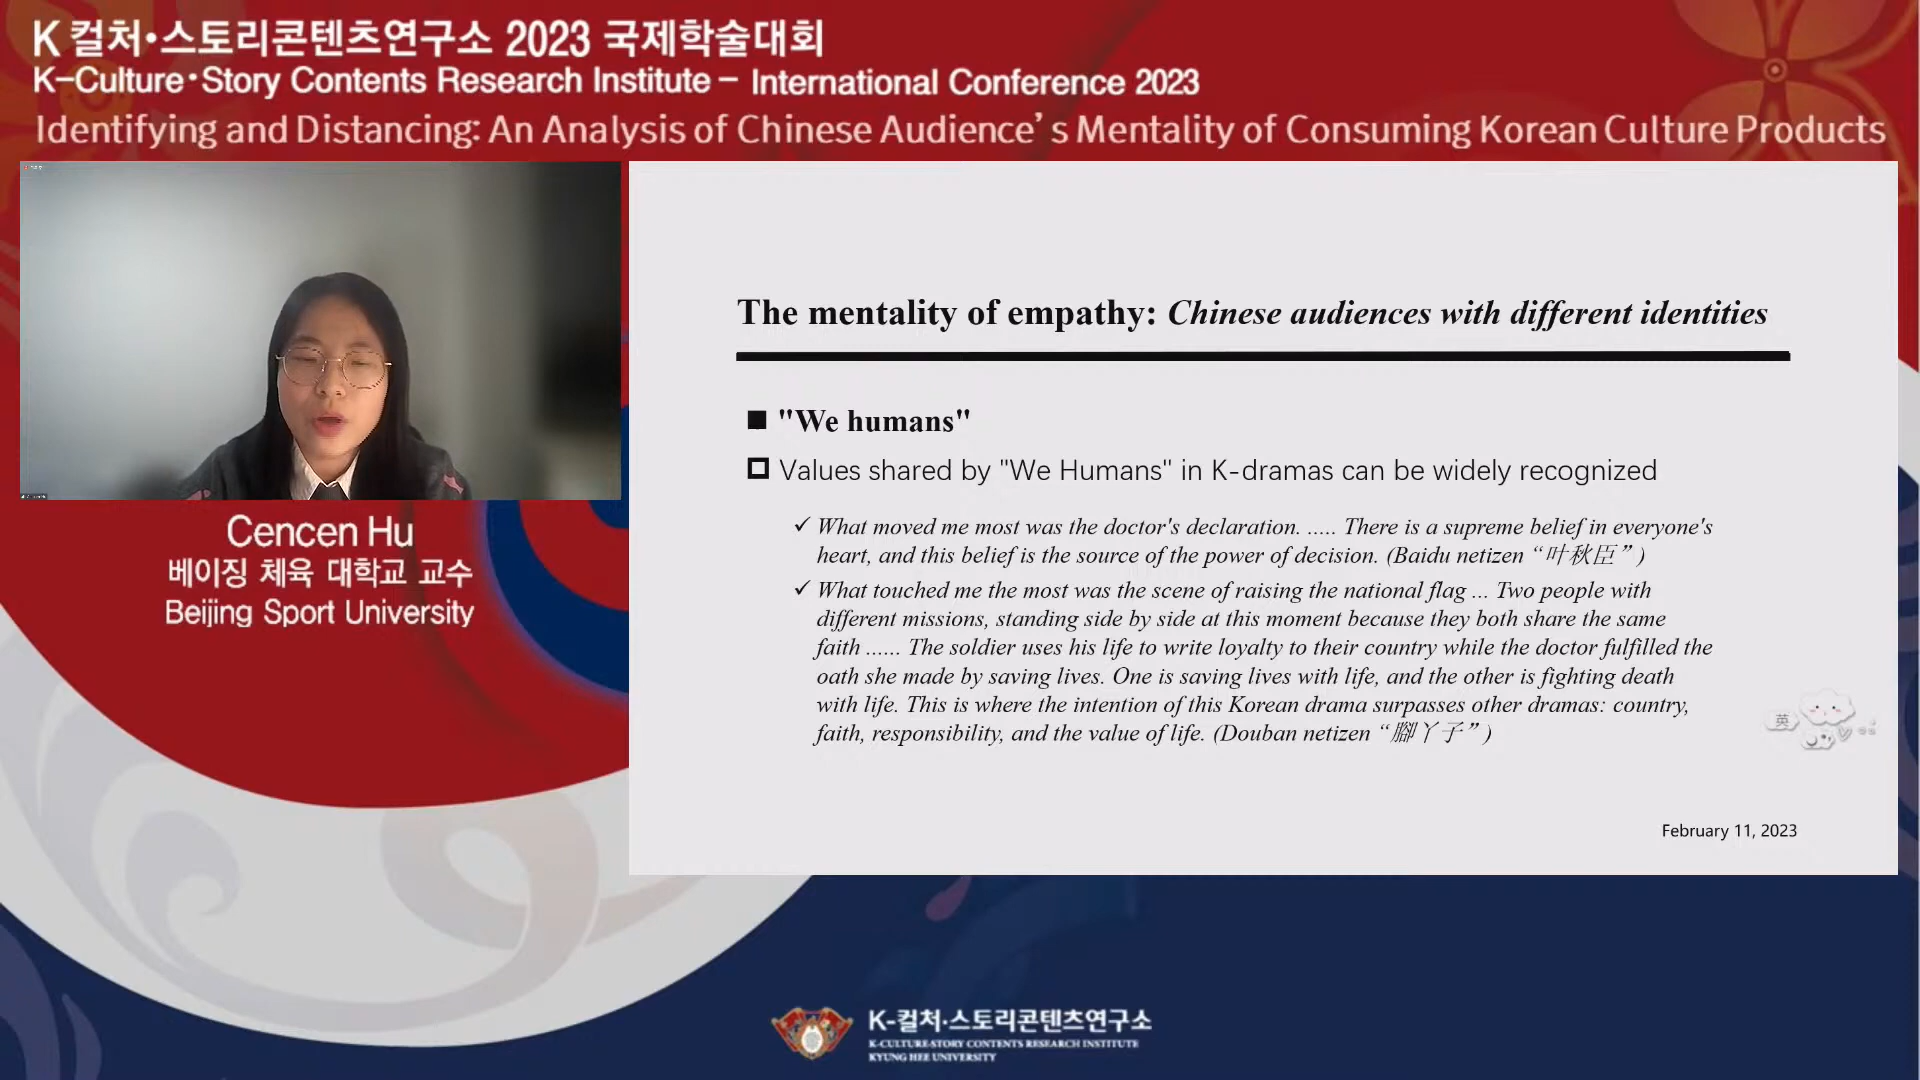 K 컬처•스토리콘텐츠연구소 2023 국제학술대회
K-Culture•Story Contents Research Institute - International Conference 2023
Identifying and Distancing: An Analysis of Chinese Audience's Mentality of Consuming Korean Culture Products
The mentality of empathy: Chinese audiences with different identities
"We humans"
Values shared by "We Humans" in K-dramas can be widely recognized
✓ What moved me most was the doctor's declaration. ..... There is a supreme belief in everyone's
heart, and this belief is the source of the power of decision. (Baidu netizen “叶秋臣”)
✓ What touched me the most was the scene of raising the national flag ... Two people with
different missions, standing side by side at this moment because they both share the same
faith ...... The soldier uses his life to write loyalty to their country while the doctor fulfilled the
oath she made by saving lives. One is saving lives with life, and the other is fighting death
with life. This is where the intention of this Korean drama surpasses other dramas: country,
faith, responsibility, and the value of life. (Douban netizen “腳丫子”)
英
February 11, 2023
Cencen Hu
베이징 체육 대학교 교수
Beijing Sport University
K-컬처•스토리콘텐츠연구소
K-CULTURE•STORY CONTENTS RESEARCH INSTITUTE
KYUNG HEE UNIVERSITY